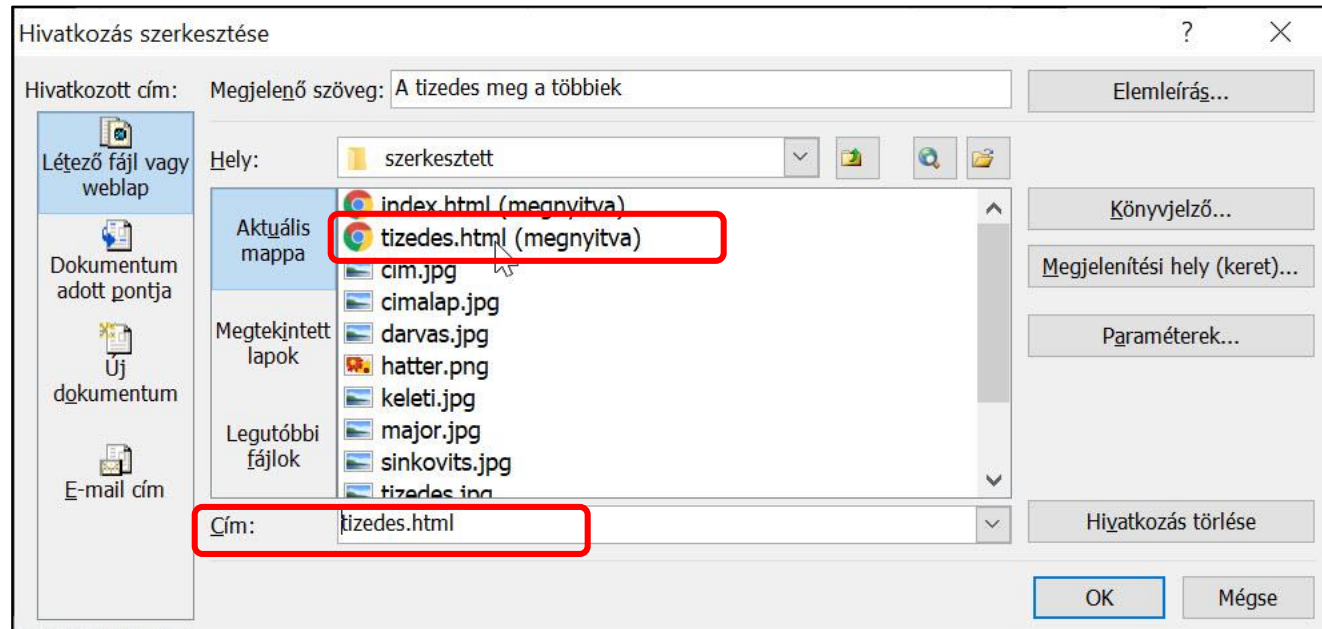 Hivatkozás szerkesztése
Hivatkozott cím:
Megjelenő szöveg: A tizedes meg a többiek
Elemleírás...
Létező fájl vagy
weblap
Dokumentum
adott pontja
Új
dokumentum
E-mail cím
Hely: szerkesztett
Aktuális
mappa
Megtekintett
lapok
Legutóbbi
fájlok
index.html (megnyitva)
tizedes.html (megnyitva)
cim.jpg
cimalap.jpg
darvas.jpg
hatter.png
keleti.jpg
major.jpg
sinkovits.jpg
tizedes.jpg
Cím: tizedes.html
Könyvjelző...
Megjelenítési hely (keret)...
Paraméterek...
Hivatkozás törlése
OK
Mégse